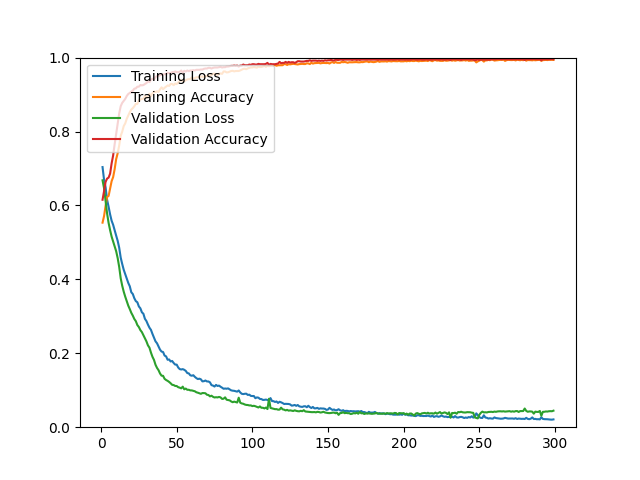 1.0
0.8
0.6
0.4
0.2
0.0
Training Loss
Training Accuracy
Validation Loss
Validation Accuracy
0 50 100 150 200 250 300